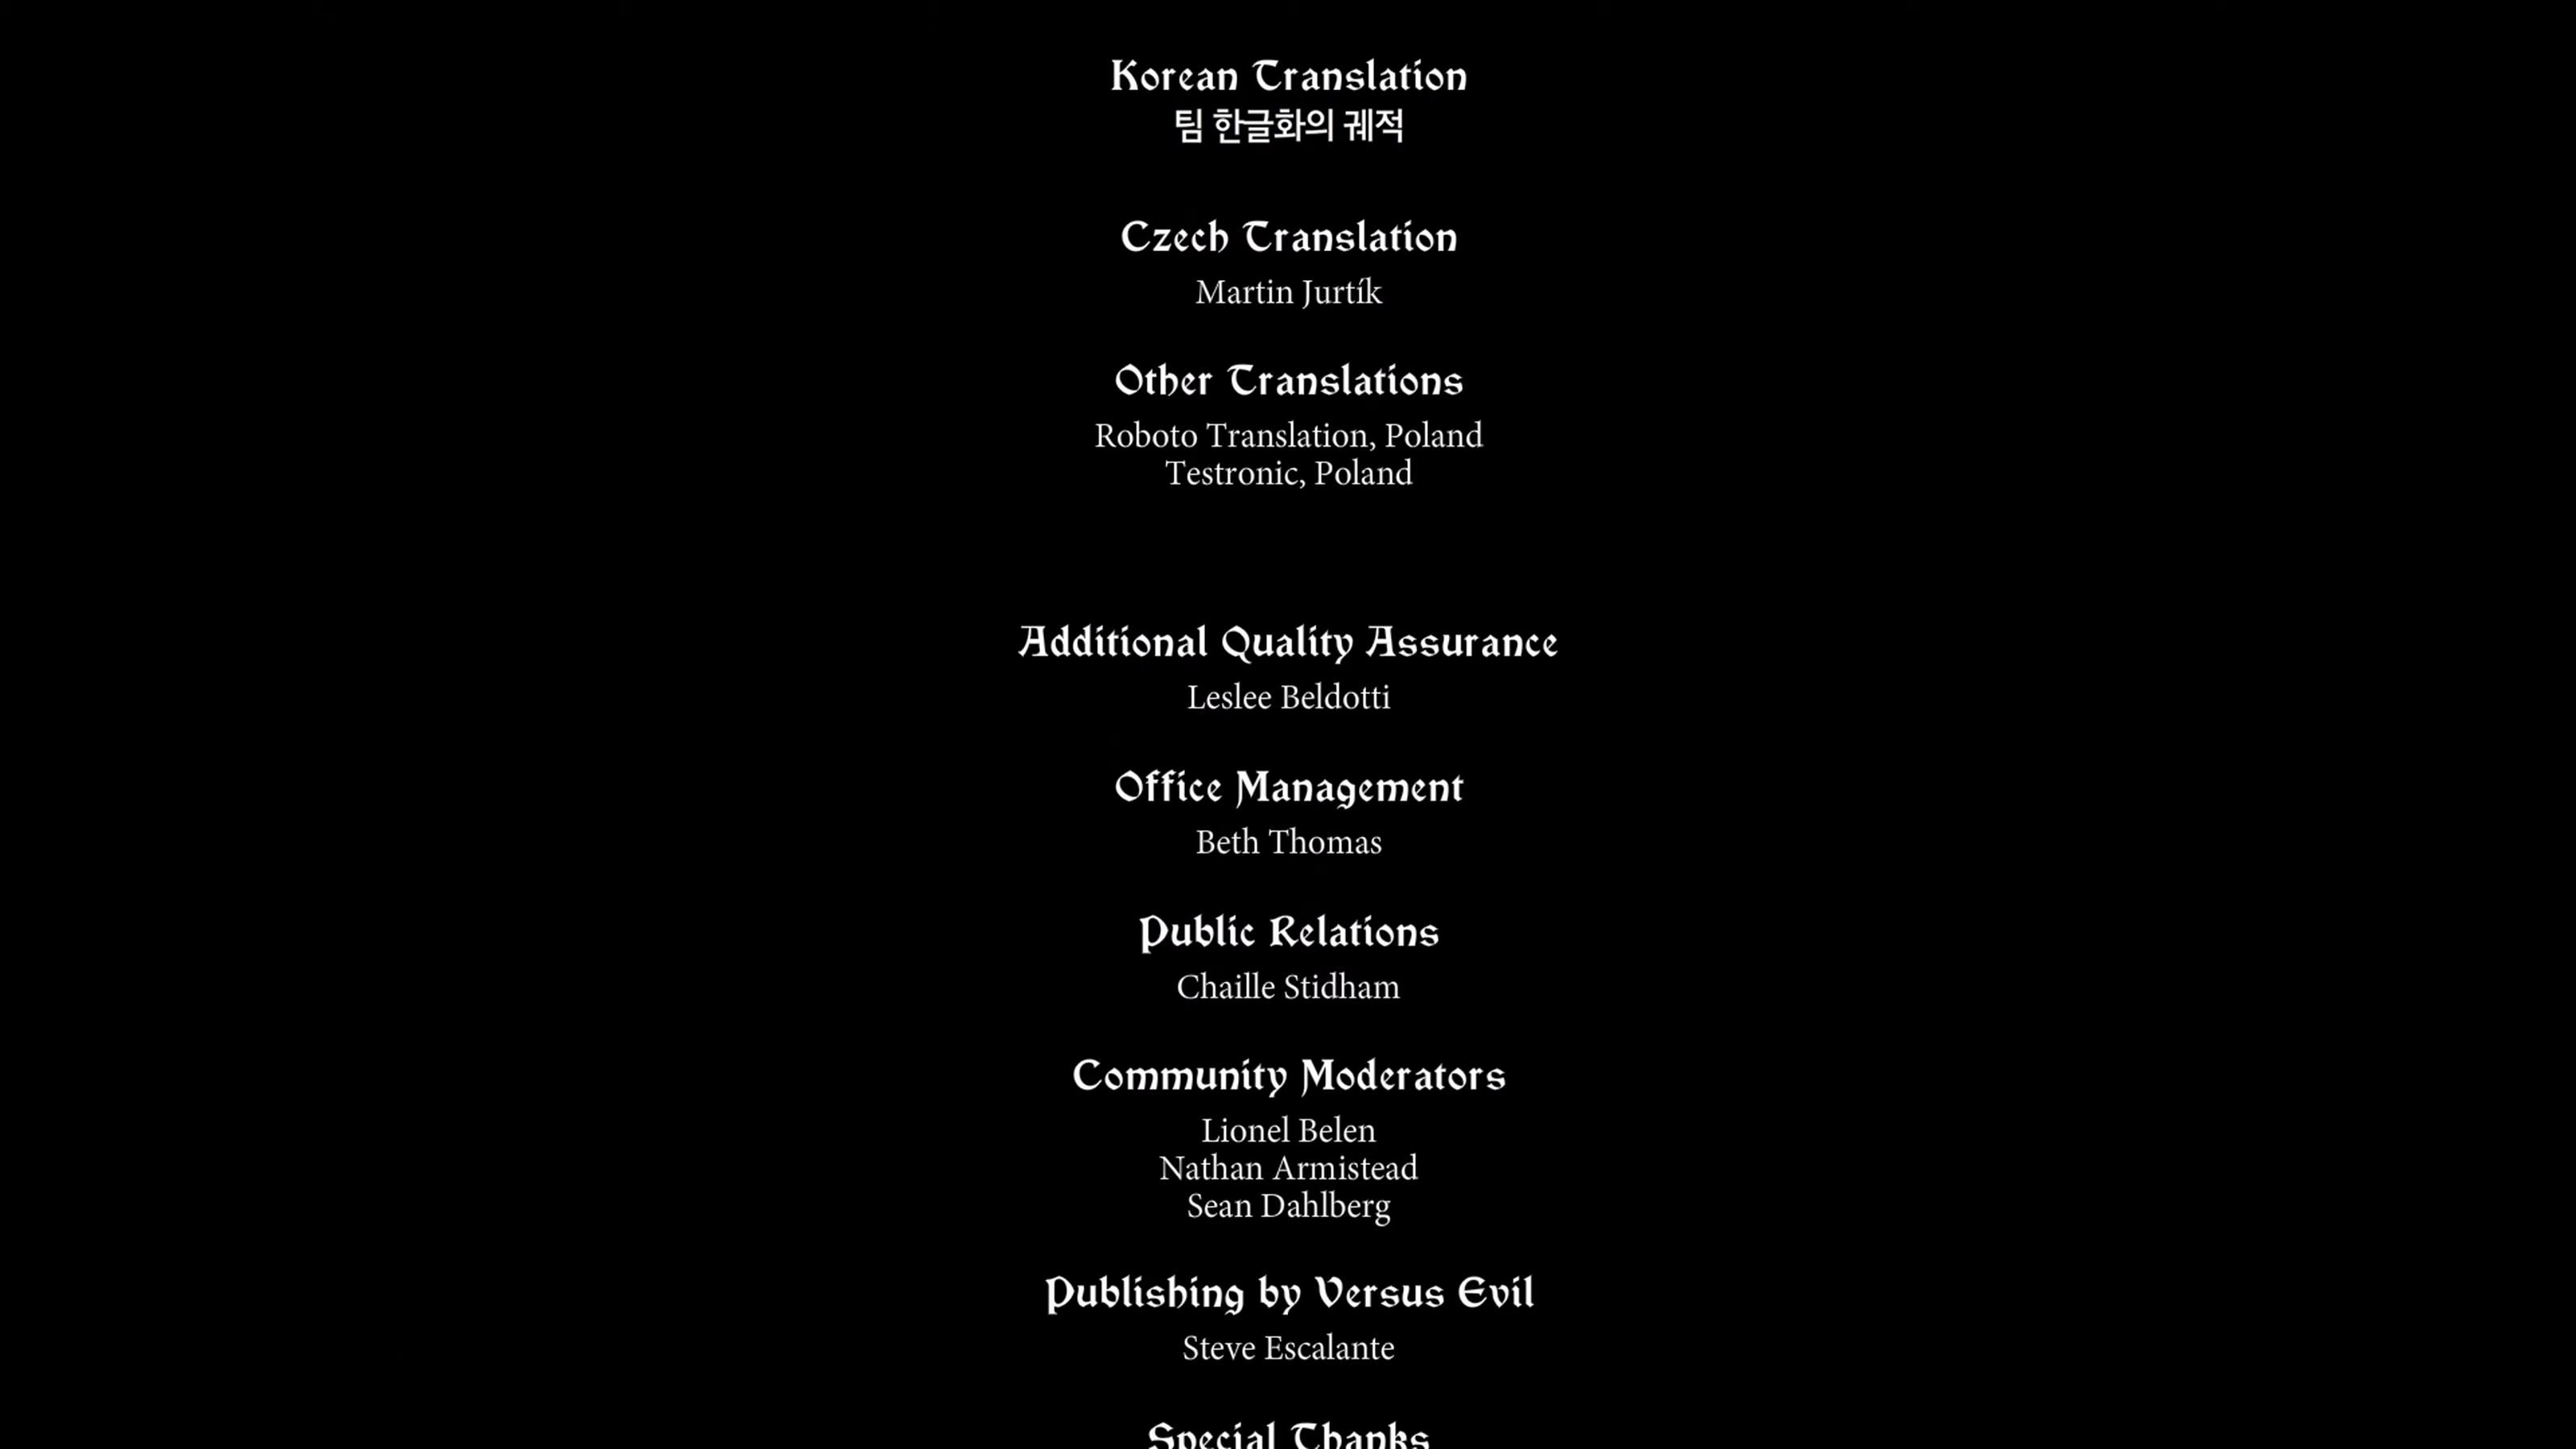 Korean Translation
팀 한글화의 궤적
Czech Translation
Martin Jurtík
Other Translations
Roboto Translation, Poland
Testronic, Poland
Additional Quality Assurance
Leslee Beldotti
Office Management
Beth Thomas
Public Relations
Chaille Stidham
Community Moderators
Lionel Belen
Nathan Armistead
Sean Dahlberg
Publishing by Versus Evil
Steve Escalante
Special Thanks